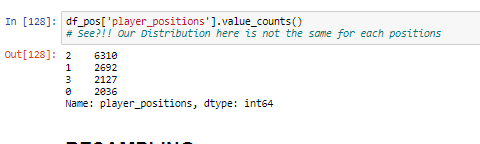 In [128]: df_pos['player_positions'].value_counts()
# See?!! Our Distribution here is not the same for each positions
Out[128]: 2    6310
1    2692
3    2127
0    2036
Name: player_positions, dtype: int64